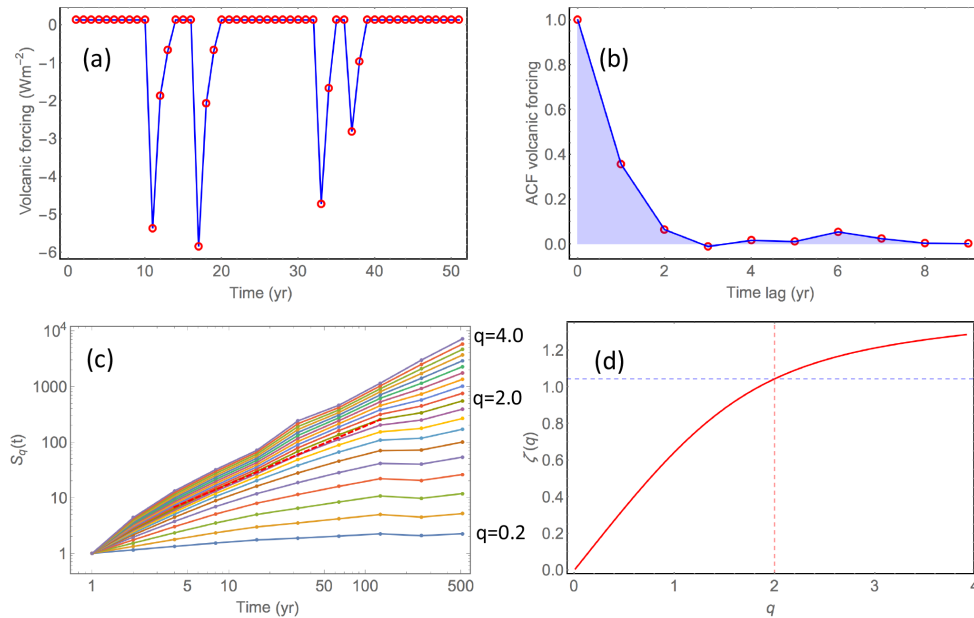 (a)
Volcanic forcing (Wm⁻²)
0
−1
−2
−3
−4
−5
−6
0 10 20 30 40 50
Time (yr)
(b)
ACF volcanic forcing
1.0
0.8
0.6
0.4
0.2
0.0
0 2 4 6 8
Time lag (yr)
(c)
S_q(t)
10⁴
1000
100
10
1
1 5 10 50 100 500
Time (yr)
q=4.0
q=2.0
q=0.2
(d)
ζ(q)
1.2
1.0
0.8
0.6
0.4
0.2
0.0
0 1 2 3 4
q